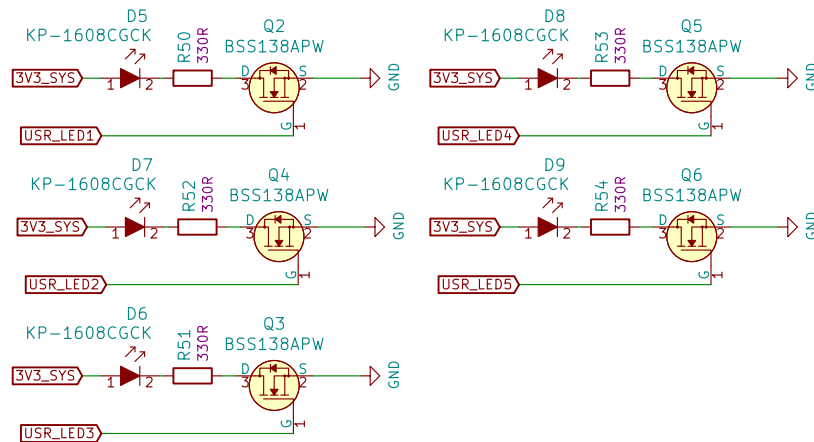 D5
KP-1608CGCK
R50
330R
Q2
BSS138APW
3V3_SYS
1
2
D
3
S
2
G
1
GND
USR_LED1
D8
KP-1608CGCK
R53
330R
Q5
BSS138APW
3V3_SYS
1
2
D
3
S
2
G
1
GND
USR_LED4
D7
KP-1608CGCK
R52
330R
Q4
BSS138APW
3V3_SYS
1
2
D
3
S
2
G
1
GND
USR_LED2
D9
KP-1608CGCK
R54
330R
Q6
BSS138APW
3V3_SYS
1
2
D
3
S
2
G
1
GND
USR_LED5
D6
KP-1608CGCK
R51
330R
Q3
BSS138APW
3V3_SYS
1
2
D
3
S
2
G
1
GND
USR_LED3